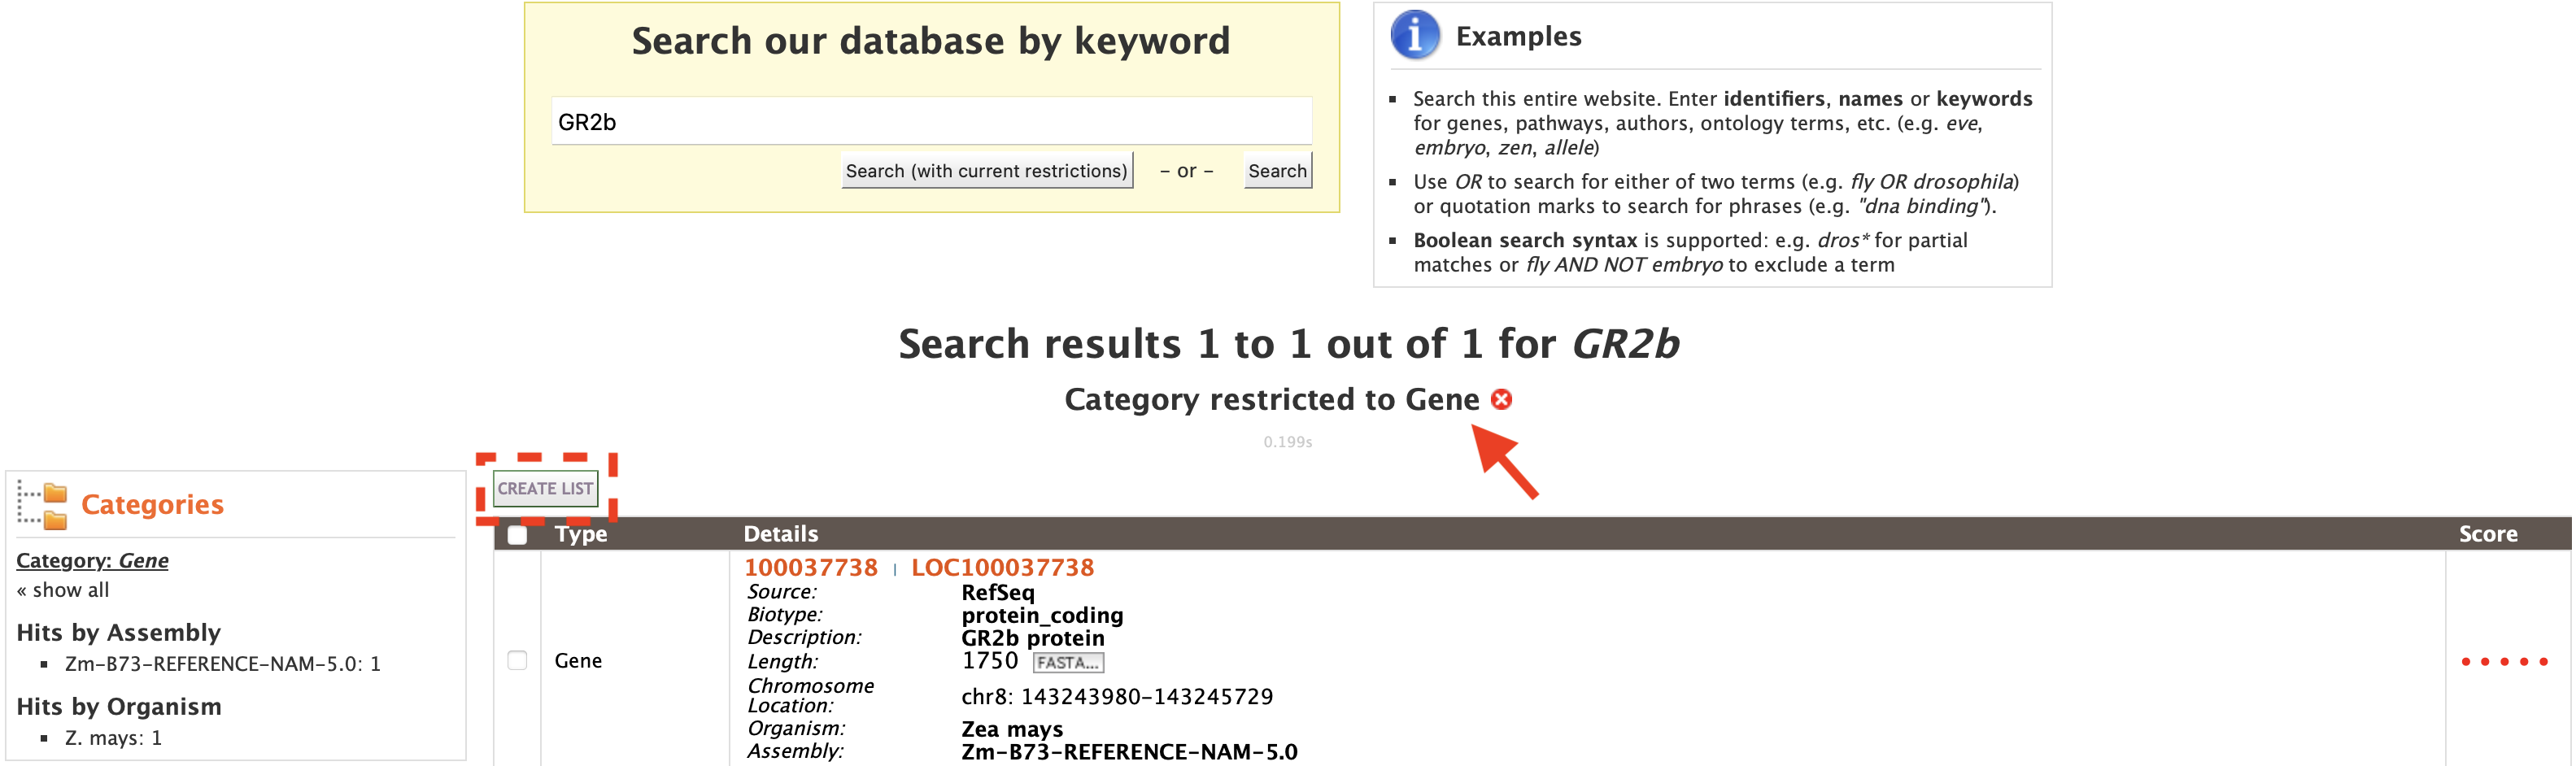 Search our database by keyword
GR2b
Search (with current restrictions) – or – Search
Examples
Search this entire website. Enter identifiers, names or keywords
for genes, pathways, authors, ontology terms, etc. (e.g. eve,
embryo, zen, allele)
Use OR to search for either of two terms (e.g. fly OR drosophila)
or quotation marks to search for phrases (e.g. "dna binding").
Boolean search syntax is supported: e.g. dros* for partial
matches or fly AND NOT embryo to exclude a term
Search results 1 to 1 out of 1 for GR2b
Category restricted to Gene
0.199s
Categories
Category: Gene
« show all
Hits by Assembly
Zm-B73-REFERENCE-NAM-5.0: 1
Hits by Organism
Z. mays: 1
CREATE LIST
Type Details Score
Gene
100037738 | LOC100037738
Source: RefSeq
Biotype: protein_coding
Description: GR2b protein
Length: 1750 FASTA...
Chromosome
Location: chr8: 143243980-143245729
Organism: Zea mays
Assembly: Zm-B73-REFERENCE-NAM-5.0